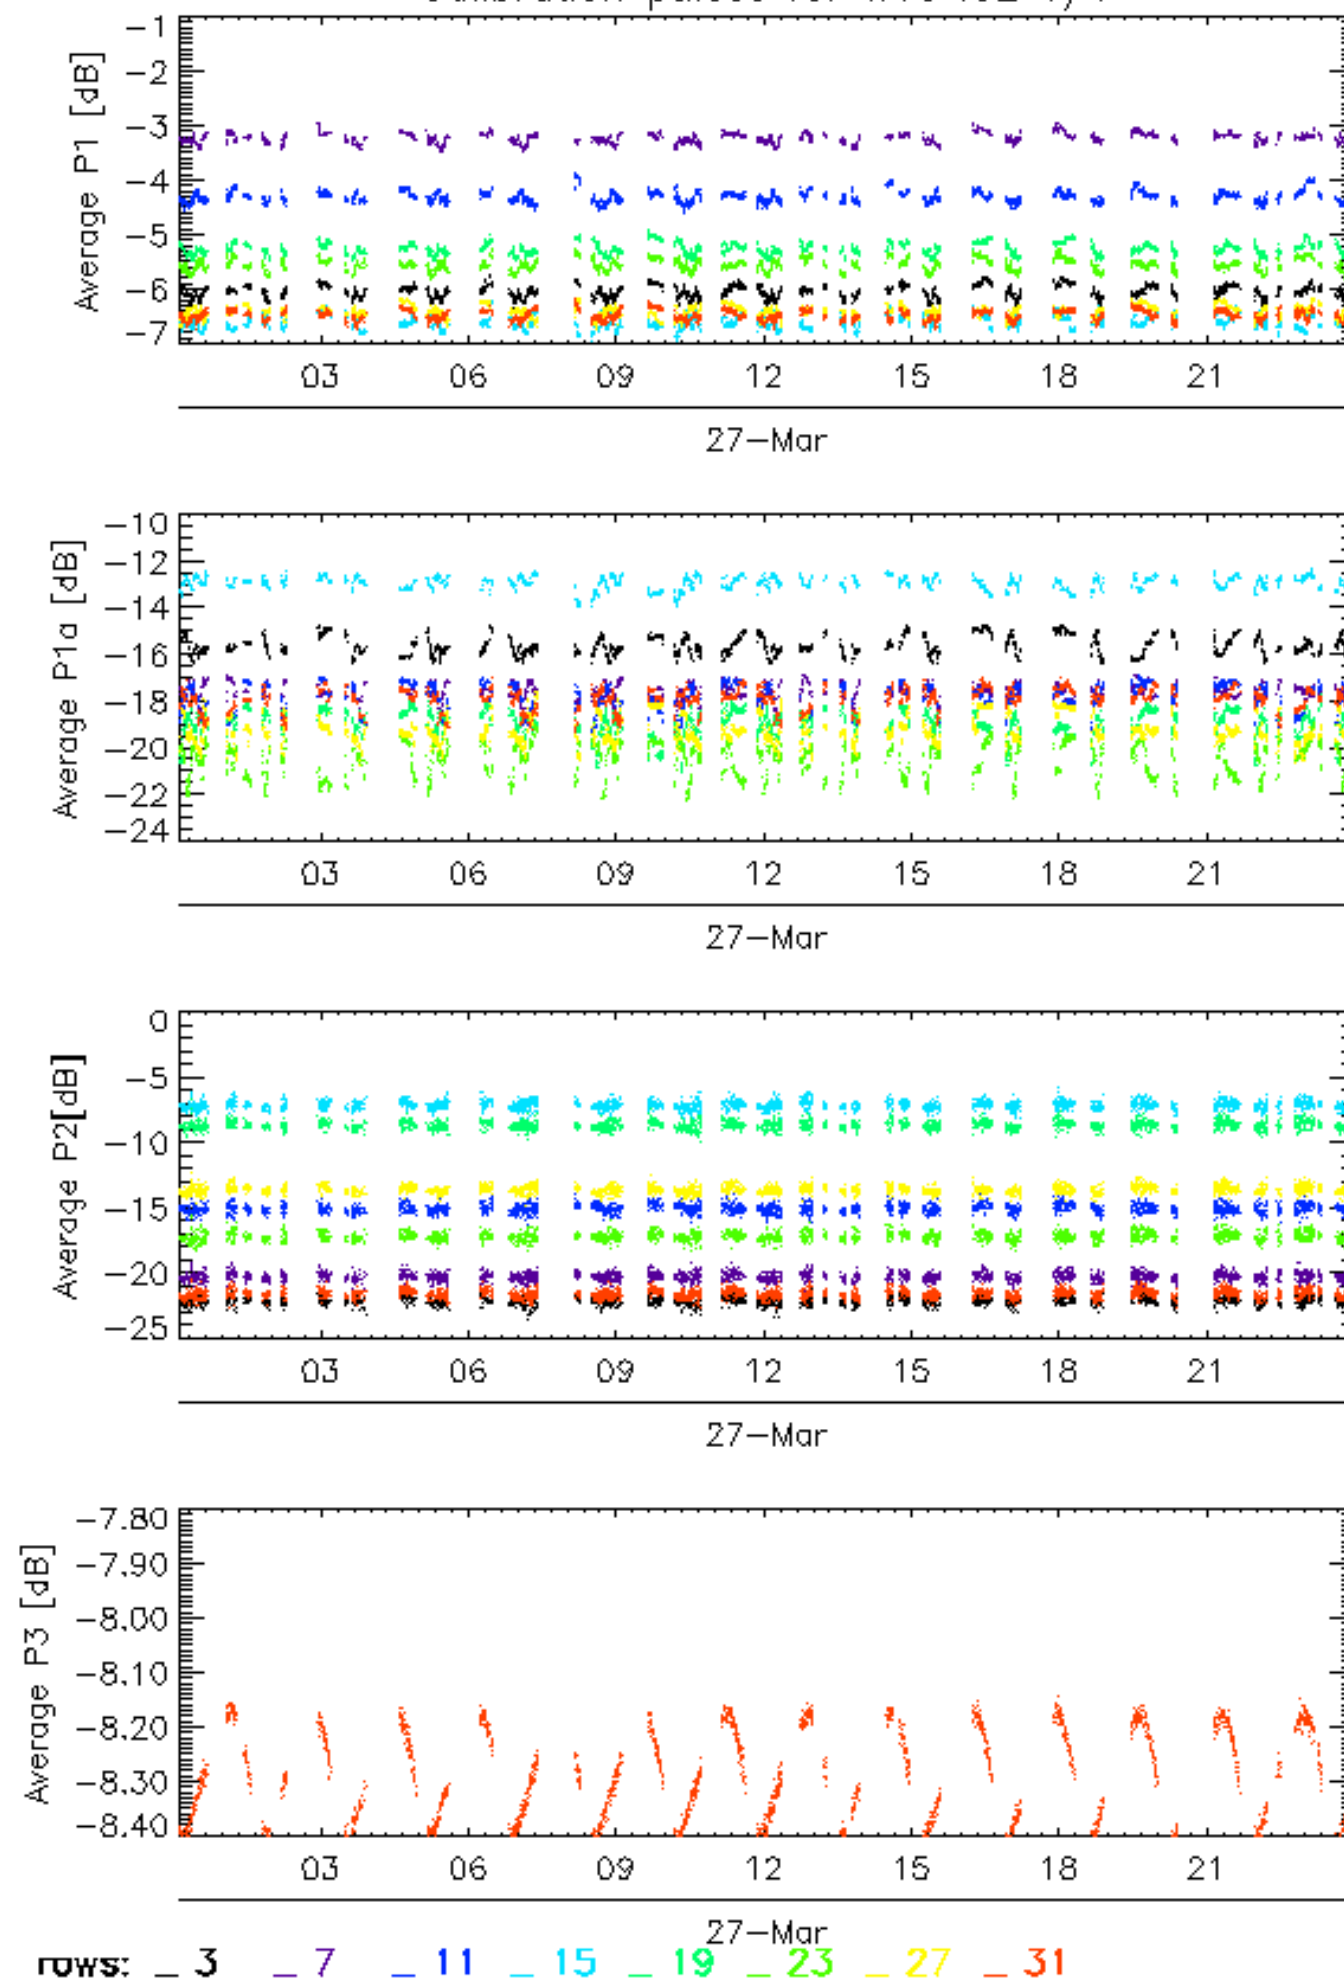 Average P1 [dB]
-1
-2
-3
-4
-5
-6
-7
03 06 09 12 15 18 21
27-Mar
Average P1a [dB]
-10
-12
-14
-16
-18
-20
-22
-24
03 06 09 12 15 18 21
27-Mar
Average P2[dB]
0
-5
-10
-15
-20
-25
03 06 09 12 15 18 21
27-Mar
Average P3 [dB]
-7.80
-7.90
-8.00
-8.10
-8.20
-8.30
-8.40
03 06 09 12 15 18 21
27-Mar
rows: _ 3 _ 7 _ 11 _ 15 _ 19 _ 23 _ 27 _ 31